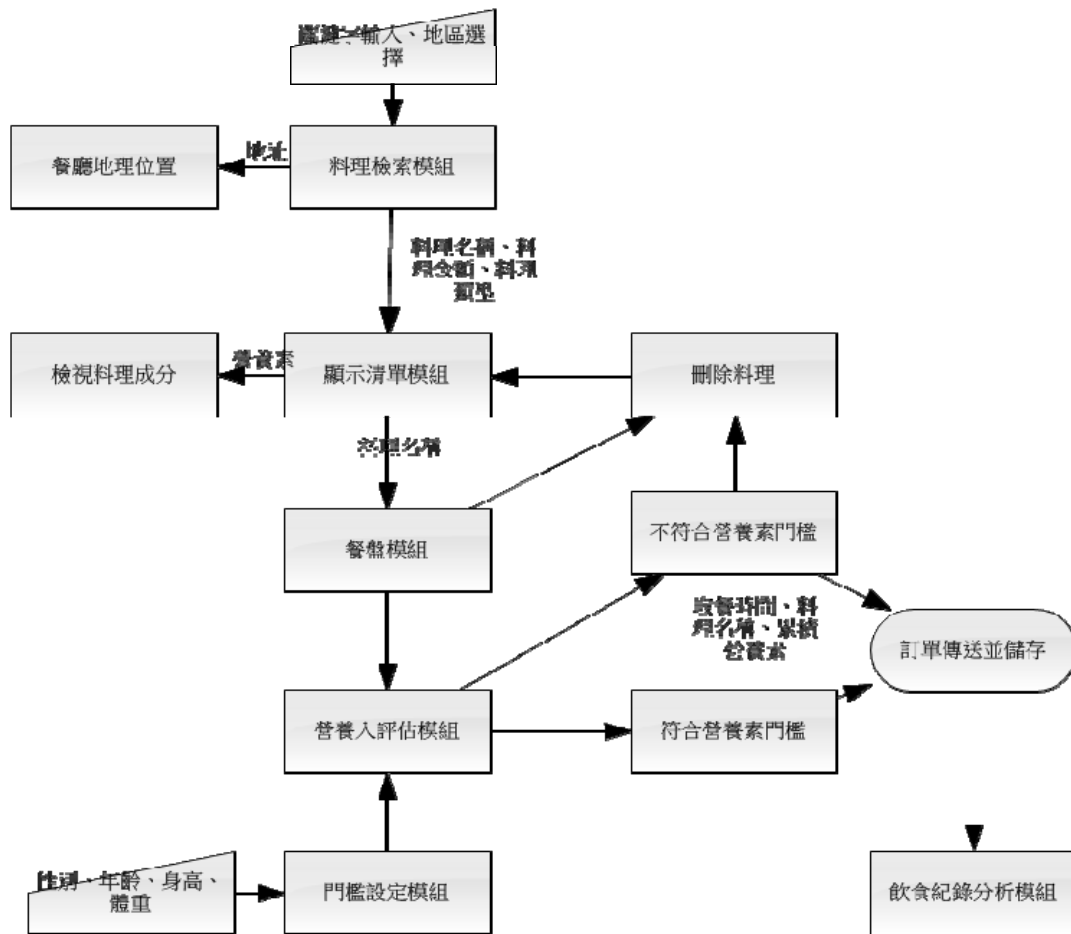 關鍵字輸入、地區選
擇
餐廳地理位置
地址
料理檢索模組
料理名稱、料
理金額、料理
類型
檢視料理成分
營養素
顯示清單模組
刪除料理
料理名稱
餐盤模組
不符合營養素門檻
取餐時間、料
理名稱、累積
營養素
訂單傳送並儲存
營養入評估模組
符合營養素門檻
性別、年齡、身高、
體重
門檻設定模組
飲食紀錄分析模組